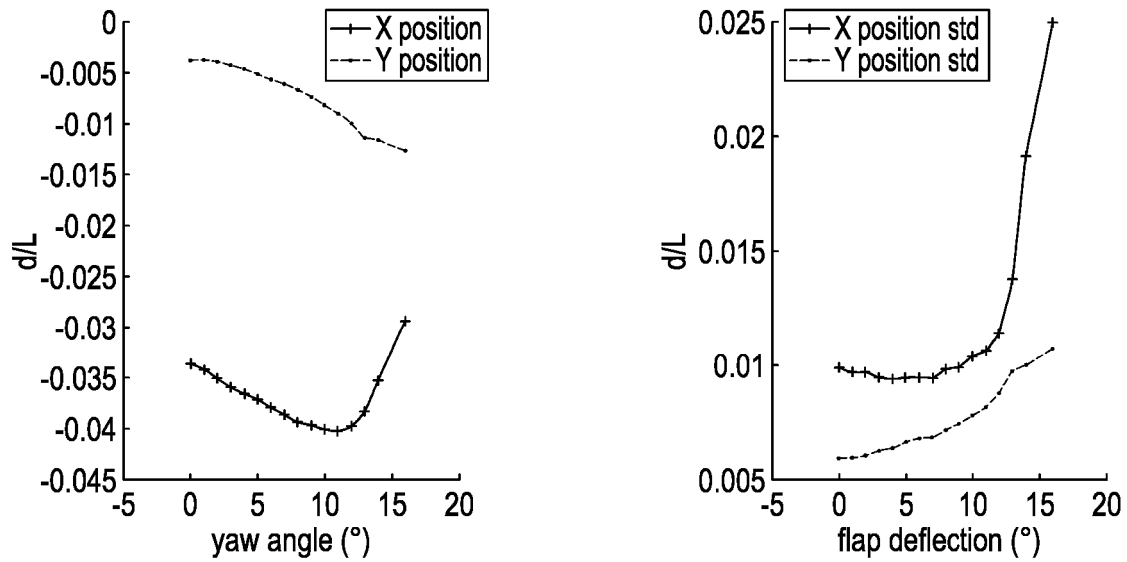 0
-0.005
-0.01
-0.015
-0.02
-0.025
-0.03
-0.035
-0.04
-0.045
d/L
X position
Y position
-5 0 5 10 15 20
yaw angle (°)
0.025
0.02
0.015
0.01
0.005
d/L
X position std
Y position std
-5 0 5 10 15 20
flap deflection (°)